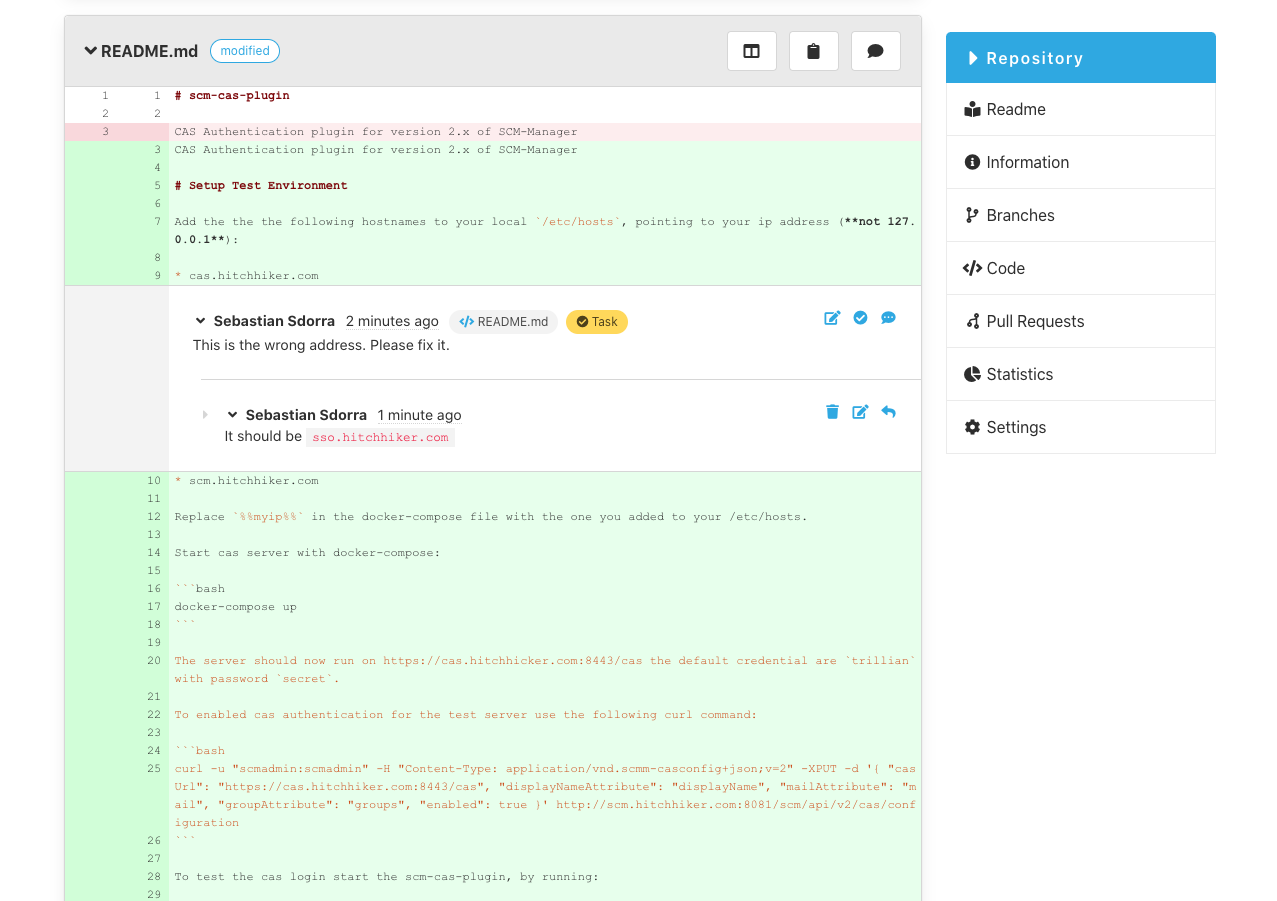 README.md modified
1 1 # scm-cas-plugin
2 2
3 CAS Authentication plugin for version 2.x of SCM-Manager
3 CAS Authentication plugin for version 2.x of SCM-Manager
4
5 # Setup Test Environment
6
7 Add the the the following hostnames to your local `/etc/hosts`, pointing to your ip address (**not 127.
0.0.1**):
8
9 * cas.hitchhiker.com
Sebastian Sdorra 2 minutes ago README.md Task
This is the wrong address. Please fix it.
Sebastian Sdorra 1 minute ago
It should be sso.hitchhiker.com
10 * scm.hitchhiker.com
11
12 Replace `%%myip%%` in the docker-compose file with the one you added to your /etc/hosts.
13
14 Start cas server with docker-compose:
15
16 ```bash
17 docker-compose up
18 ```
19
20 The server should now run on https://cas.hitchhicker.com:8443/cas the default credential are `trillian`
with password `secret`.
21
22 To enabled cas authentication for the test server use the following curl command:
23
24 ```bash
25 curl -u "scmadmin:scmadmin" -H "Content-Type: application/vnd.scmm-casconfig+json;v=2" -XPUT -d '{ "cas
Url": "https://cas.hitchhiker.com:8443/cas", "displayNameAttribute": "displayName", "mailAttribute": "m
ail", "groupAttribute": "groups", "enabled": true }' http://scm.hitchhiker.com:8081/scm/api/v2/cas/conf
iguration
26 ```
27
28 To test the cas login start the scm-cas-plugin, by running:
29
Repository
Readme
Information
Branches
Code
Pull Requests
Statistics
Settings